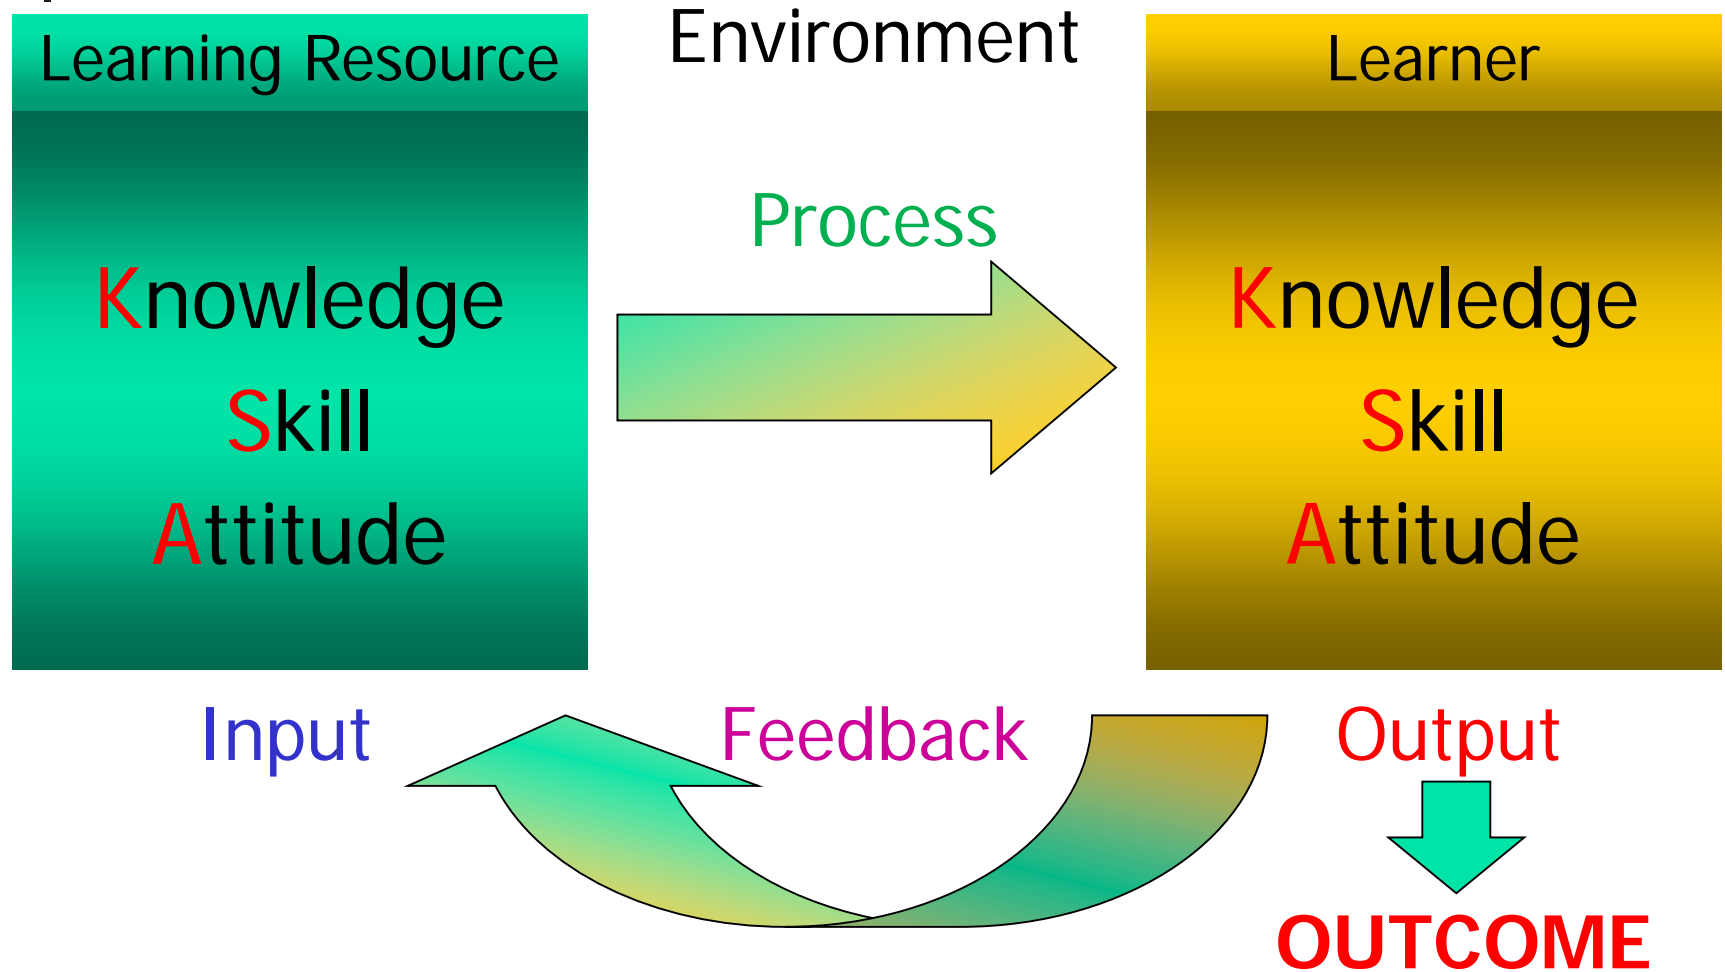 Environment
Learning Resource
Learner
Process
Knowledge
Skill
Attitude
Knowledge
Skill
Attitude
Input
Feedback
Output
OUTCOME